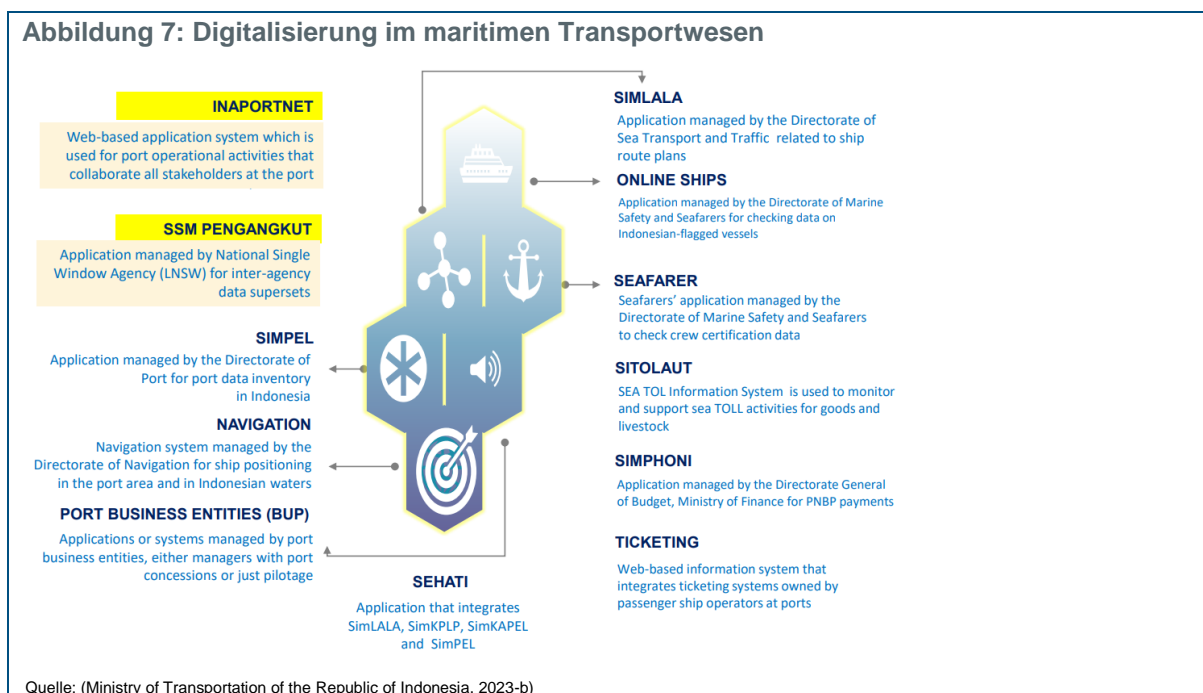 Abbildung 7: Digitalisierung im maritimen Transportwesen
INAPORTNET
Web-based application system which is
used for port operational activities that
collaborate all stakeholders at the port
SSM PENGANGKUT
Application managed by National Single
Window Agency (LNSW) for inter-agency
data supersets
SIMPEL
Application managed by the Directorate of
Port for port data inventory
in Indonesia
NAVIGATION
Navigation system managed by the
Directorate of Navigation for ship positioning
in the port area and in Indonesian waters
PORT BUSINESS ENTITIES (BUP)
Applications or systems managed by port
business entities, either managers with port
concessions or just pilotage
SEHATI
Application that integrates
SimLALA, SimKPLP, SimKAPEL
and SimPEL
SIMLALA
Application managed by the Directorate of
Sea Transport and Traffic related to ship
route plans
ONLINE SHIPS
Application managed by the Directorate of Marine
Safety and Seafarers for checking data on
Indonesian-flagged vessels
SEAFARER
Seafarers' application managed by the
Directorate of Marine Safety and Seafarers
to check crew certification data
SITOLAUT
SEA TOL Information System is used to monitor
and support sea TOLL activities for goods and
livestock
SIMPHONI
Application managed by the Directorate General
of Budget, Ministry of Finance for PNBP payments
TICKETING
Web-based information system that
integrates ticketing systems owned by
passenger ship operators at ports
Quelle: (Ministry of Transportation of the Republic of Indonesia, 2023-b)